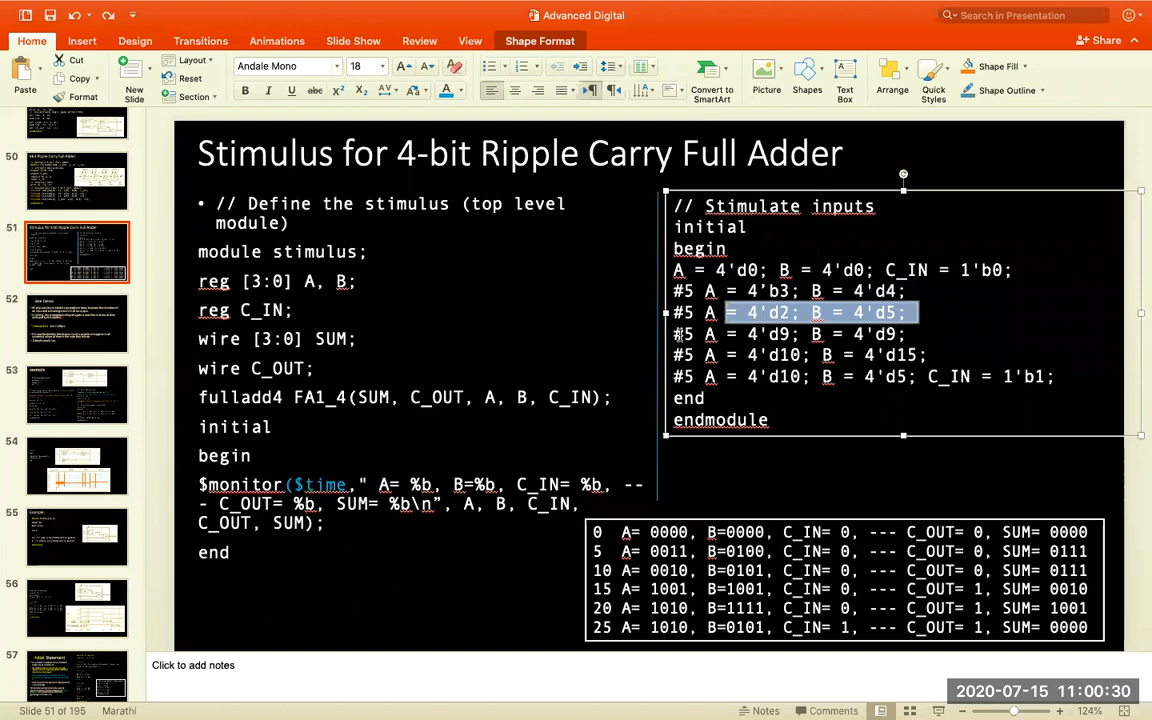 Advanced Digital
Search in Presentation
Home Insert Design Transitions Animations Slide Show Review View Shape Format
Share
Paste
Cut
Copy
Format
New
Slide
Layout
Reset
Section
Andale Mono
18
Convert to
SmartArt
Picture
Shapes
Text
Box
Arrange
Quick
Styles
Shape Fill
Shape Outline
50
51
52
53
54
55
56
57
Stimulus for 4-bit Ripple Carry Full Adder
• // Define the stimulus (top level
module)
module stimulus;
reg [3:0] A, B;
reg C_IN;
wire [3:0] SUM;
wire C_OUT;
fulladd4 FA1_4(SUM, C_OUT, A, B, C_IN);
initial
begin
$monitor($time," A= %b, B=%b, C_IN= %b, --
- C_OUT= %b, SUM= %b\n”, A, B, C_IN,
C_OUT, SUM);
end
// Stimulate inputs
initial
begin
A = 4'd0; B = 4'd0; C_IN = 1'b0;
#5 A = 4’b3; B = 4'd4;
#5 A = 4'd2; B = 4'd5;
#5 A = 4'd9; B = 4'd9;
#5 A = 4'd10; B = 4'd15;
#5 A = 4'd10; B = 4'd5; C_IN = 1'b1;
end
endmodule
0 A= 0000, B=0000, C_IN= 0, --- C_OUT= 0, SUM= 0000
5 A= 0011, B=0100, C_IN= 0, --- C_OUT= 0, SUM= 0111
10 A= 0010, B=0101, C_IN= 0, --- C_OUT= 0, SUM= 0111
15 A= 1001, B=1001, C_IN= 0, --- C_OUT= 1, SUM= 0010
20 A= 1010, B=1111, C_IN= 0, --- C_OUT= 1, SUM= 1001
25 A= 1010, B=0101, C_IN= 1, --- C_OUT= 1, SUM= 0000
Click to add notes
2020-07-15 11:00:30
Slide 51 of 195 Marathi
Notes
Comments
124%